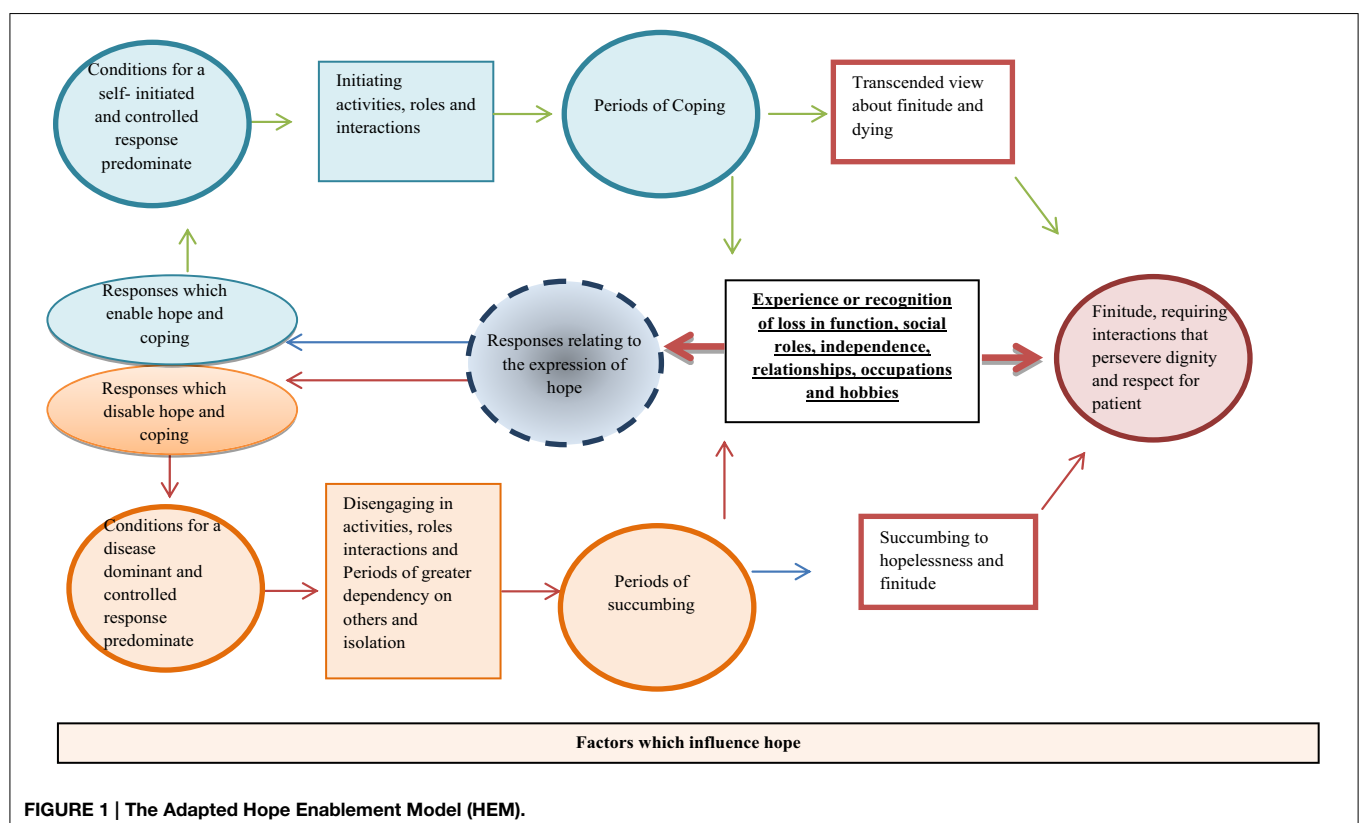 Conditions for a
self- initiated
and controlled
response
predominate
Initiating
activities, roles and
interactions
Periods of Coping
Transcended view
about finitude and
dying
Responses which
enable hope and
coping
Responses which
disable hope and
coping
Responses relating to
the expression of
hope
Experience or recognition
of loss in function, social
roles, independence,
relationships, occupations
and hobbies
Finitude, requiring
interactions that
persevere dignity
and respect for
patient
Conditions for a
disease
dominant and
controlled
response
predominate
Disengaging in
activities, roles
interactions and
Periods of greater
dependency on
others and
isolation
Periods of
succumbing
Succumbing to
hopelessness and
finitude
Factors which influence hope
FIGURE 1 | The Adapted Hope Enablement Model (HEM).